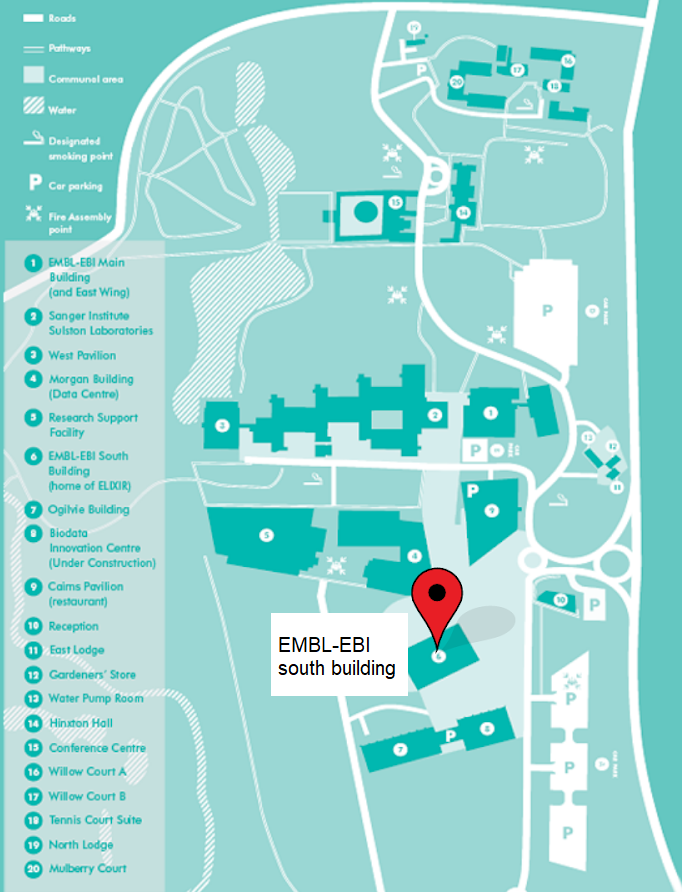 Roads
Pathways
Communal area
Water
Designated
smoking point
P Car parking
Fire Assembly
point
1 EMBL-EBI Main
Building
(and East Wing)
2 Sanger Institute
Sulston Laboratories
3 West Pavilion
4 Morgan Building
(Data Centre)
5 Research Support
Facility
6 EMBL-EBI South
Building
(home of ELIXIR)
7 Ogilvie Building
8 Biodata
Innovation Centre
(Under Construction)
9 Cairns Pavilion
(restaurant)
10 Reception
11 East Lodge
12 Gardeners' Store
13 Water Pump Room
14 Hinxton Hall
15 Conference Centre
16 Willow Court A
17 Willow Court B
18 Tennis Court Suite
19 North Lodge
20 Mulberry Court
19
P
16
17
20
18
15
14
P
CAR PARK
3
2
1
P
CAR PARK
13
12
11
P
9
5
4
10
P
EMBL-EBI
south building
6
P
8
7
P
P
CAR PARK
P